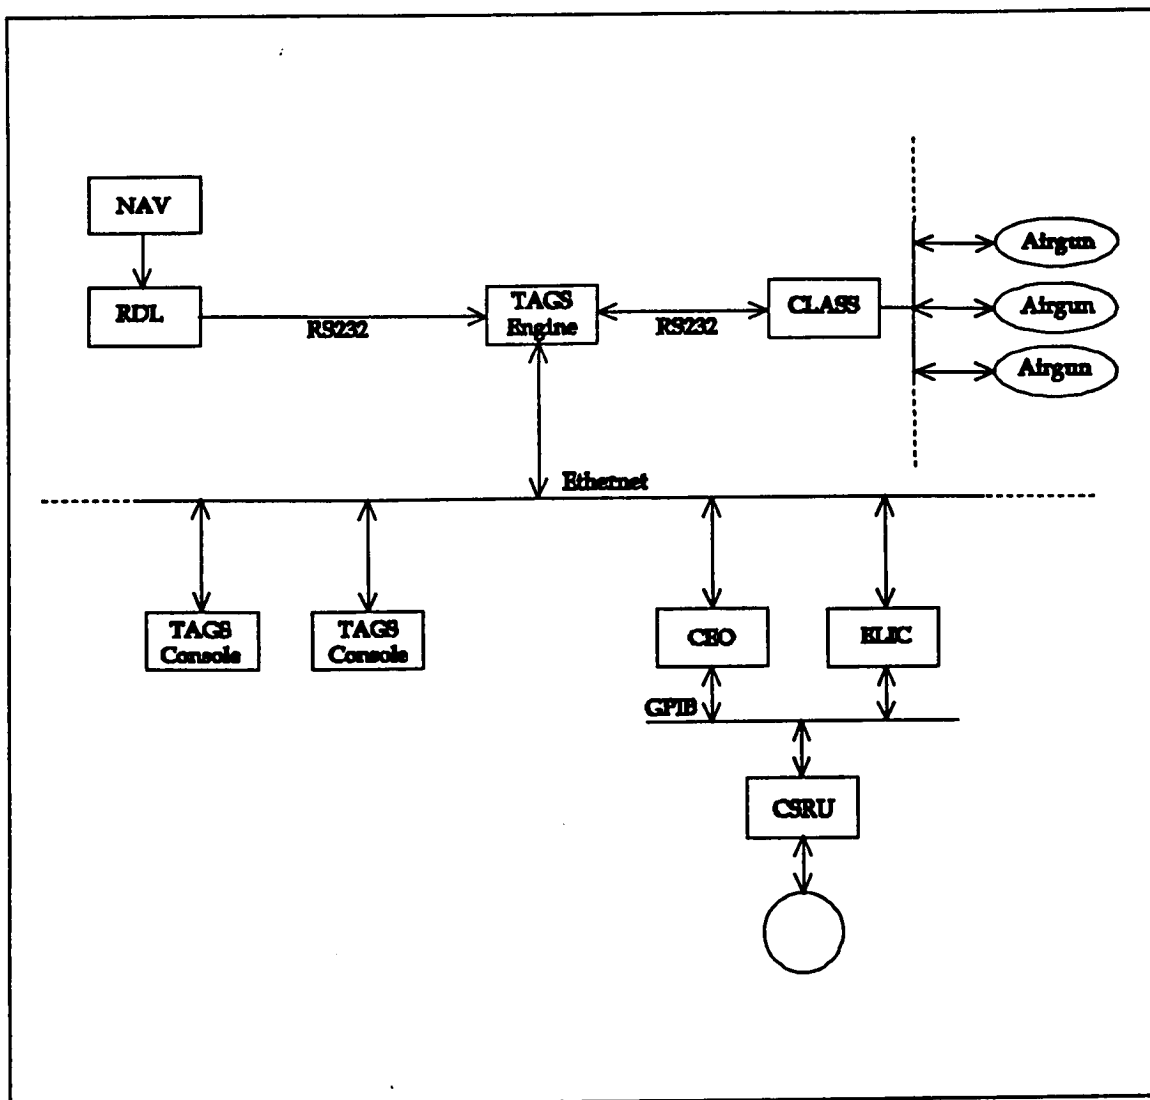 NAV
Airgun
RDL
RS232
TAGS
Engine
RS232
CLASS
Airgun
Airgun
Ethernet
TAGS
Console
TAGS
Console
CEO
ELIC
GPIB
CSRU